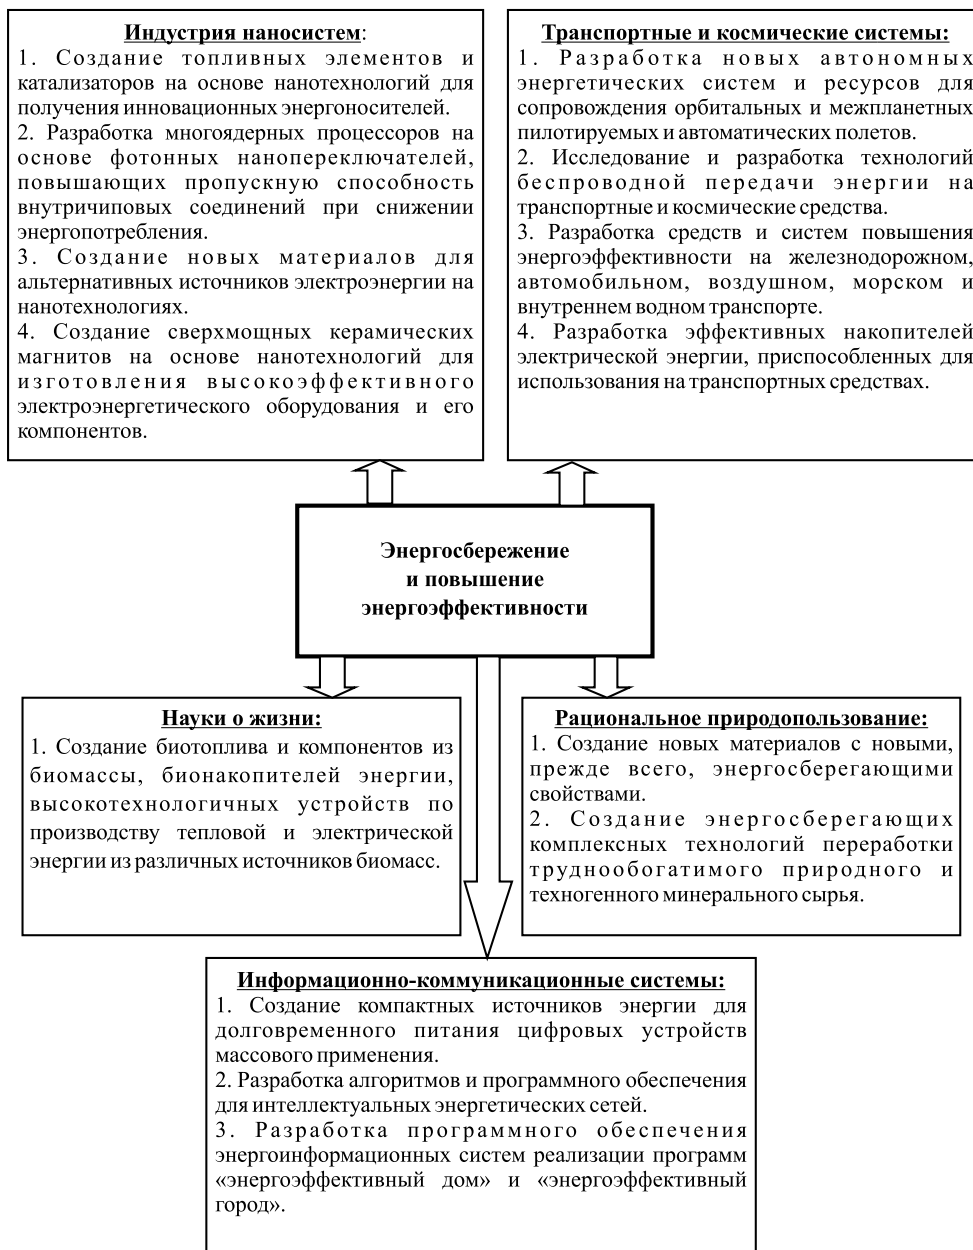 Индустрия наносистем:
1. Создание топливных элементов и
катализаторов на основе нанотехнологий для
получения инновационных энергоносителей.
2. Разработка многоядерных процессоров на
основе фотонных нанопереключателей,
повышающих пропускную способность
внутричиповых соединений при снижении
энергопотребления.
3. Создание новых материалов для
альтернативных источников электроэнергии на
нанотехнологиях.
4. Создание сверхмощных керамических
магнитов на основе нанотехнологий для
изготовления высокоэффективного
электроэнергетического оборудования и его
компонентов.
Транспортные и космические системы:
1. Разработка новых автономных
энергетических систем и ресурсов для
сопровождения орбитальных и межпланетных
пилотируемых и автоматических полетов.
2. Исследование и разработка технологий
беспроводной передачи энергии на
транспортные и космические средства.
3. Разработка средств и систем повышения
энергоэффективности на железнодорожном,
автомобильном, воздушном, морском и
внутреннем водном транспорте.
4. Разработка эффективных накопителей
электрической энергии, приспособленных для
использования на транспортных средствах.
Энергосбережение
и повышение
энергоэффективности
Науки о жизни:
1. Создание биотоплива и компонентов из
биомассы, бионакопителей энергии,
высокотехнологичных устройств по
производству тепловой и электрической
энергии из различных источников биомасс.
Рациональное природопользование:
1. Создание новых материалов с новыми,
прежде всего, энергосберегающими
свойствами.
2. Создание энергосберегающих
комплексных технологий переработки
труднообогатимого природного и
техногенного минерального сырья.
Информационно-коммуникационные системы:
1. Создание компактных источников энергии для
долговременного питания цифровых устройств
массового применения.
2. Разработка алгоритмов и программного обеспечения
для интеллектуальных энергетических сетей.
3. Разработка программного обеспечения
энергоинформационных систем реализации программ
«энергоэффективный дом» и «энергоэффективный
город».